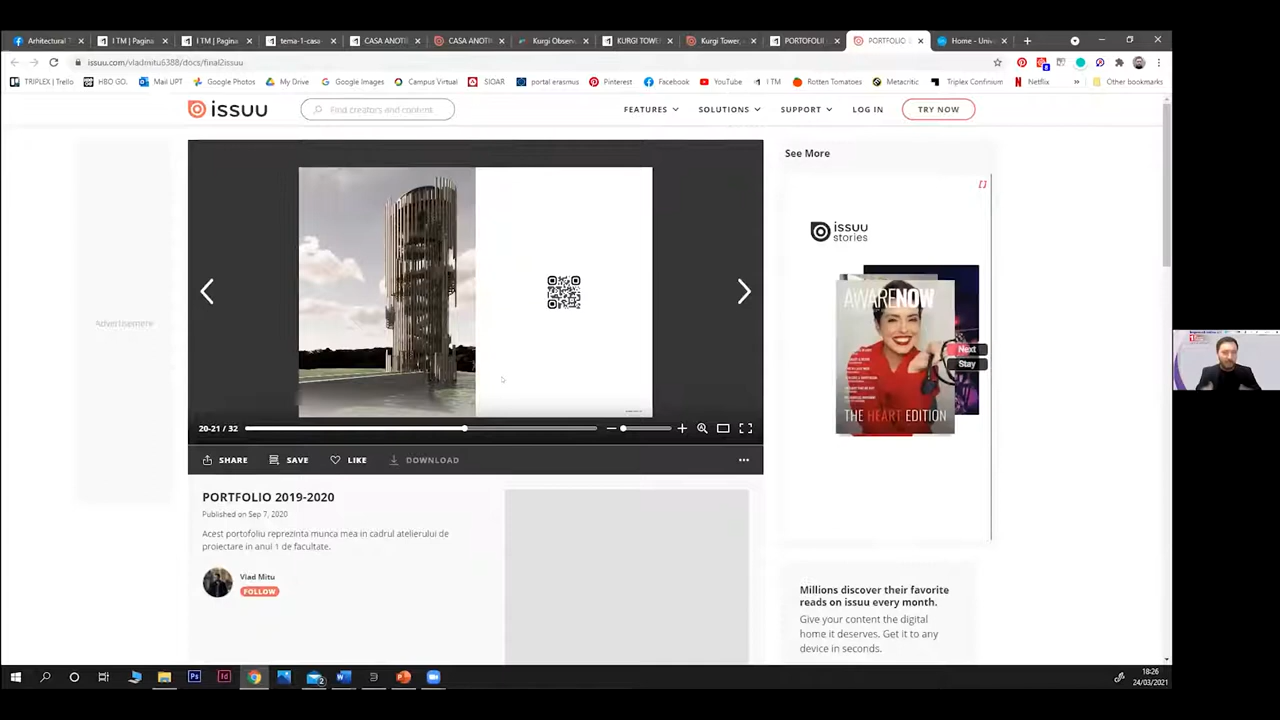 Arhitectural T
I TM | Pagina
I TM | Pagina
tema-1-casa
CASA ANOTI
CASA ANOTI
Kurgi Obser
KURGI TOWE
Kurgi Tower,
PORTOFOLII
PORTFOLIO
Home - Univ
issuu.com/vladmitu6388/docs/final2issuu
TRIPLEX | Trello
HBO GO.
Mail UPT
Google Photos
My Drive
Google Images
Campus Virtual
SIOAR
portal erasmus
Pinterest
Facebook
YouTube
I TM
Rotten Tomatoes
Metacritic
Triplex Confinium
Netflix
»
Other bookmarks
issuu
Find creators and content
FEATURES
SOLUTIONS
SUPPORT
LOG IN
TRY NOW
See More
issuu
stories
AWARENOW
THE HEART EDITION
Next
Stay
Advertisement
20-21 / 32
SHARE
SAVE
LIKE
DOWNLOAD
PORTFOLIO 2019-2020
Published on Sep 7, 2020
Acest portofoliu reprezinta munca mea in cadrul atelierului de
proiectare in anul 1 de facultate.
Vlad Mitu
FOLLOW
Millions discover their favorite
reads on issuu every month.
Give your content the digital
home it deserves. Get it to any
device in seconds.
18:26
24/03/2021